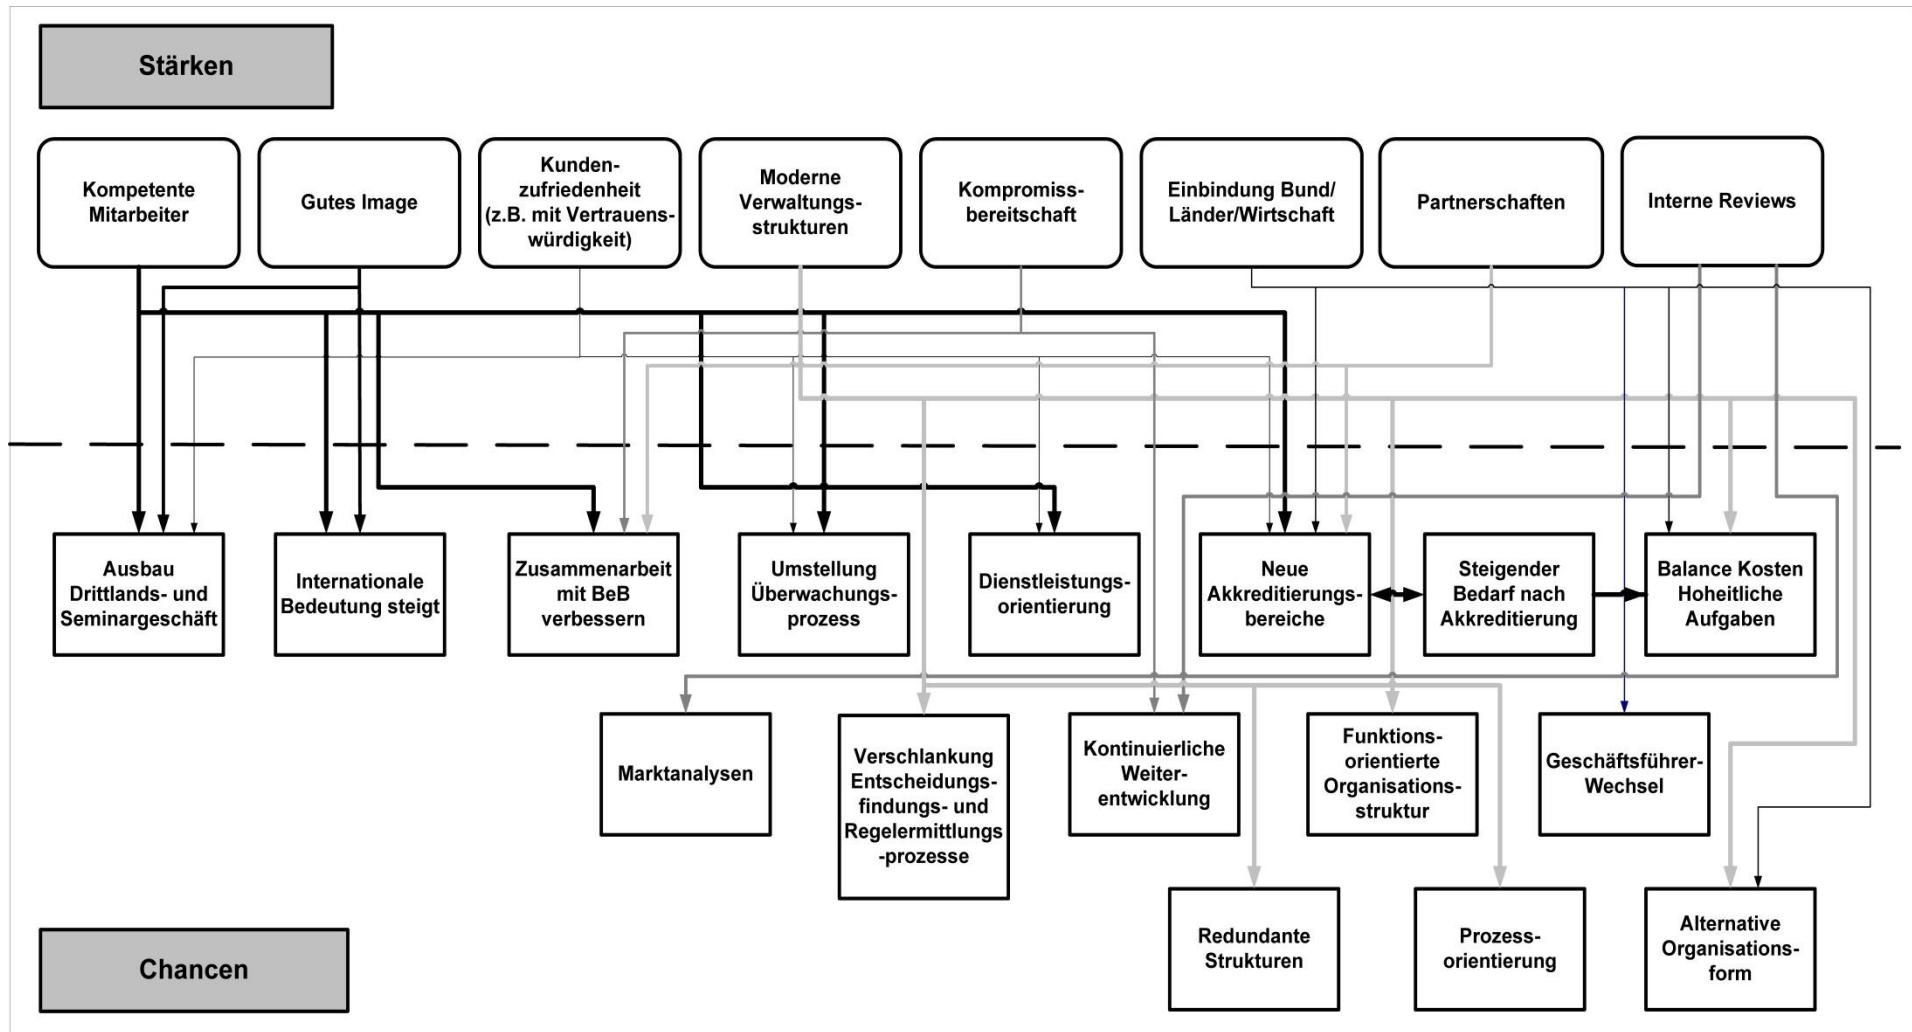 Stärken
Kompetente
Mitarbeiter
Gutes Image
Kunden-
zufriedenheit
(z.B. mit Vertrauens-
würdigkeit)
Moderne
Verwaltungs-
strukturen
Kompromiss-
bereitschaft
Einbindung Bund/
Länder/Wirtschaft
Partnerschaften
Interne Reviews
Ausbau
Drittlands- und
Seminargeschäft
Internationale
Bedeutung steigt
Zusammenarbeit
mit BeB
verbessern
Umstellung
Überwachungs-
prozess
Dienstleistungs-
orientierung
Neue
Akkreditierungs-
bereiche
Steigender
Bedarf nach
Akkreditierung
Balance Kosten
Hoheitliche
Aufgaben
Marktanalysen
Verschlankung
Entscheidungs-
findungs- und
Regelermittlungs
-prozesse
Kontinuierliche
Weiter-
entwicklung
Funktions-
orientierte
Organisations-
struktur
Geschäftsführer-
Wechsel
Redundante
Strukturen
Prozess-
orientierung
Alternative
Organisations-
form
Chancen